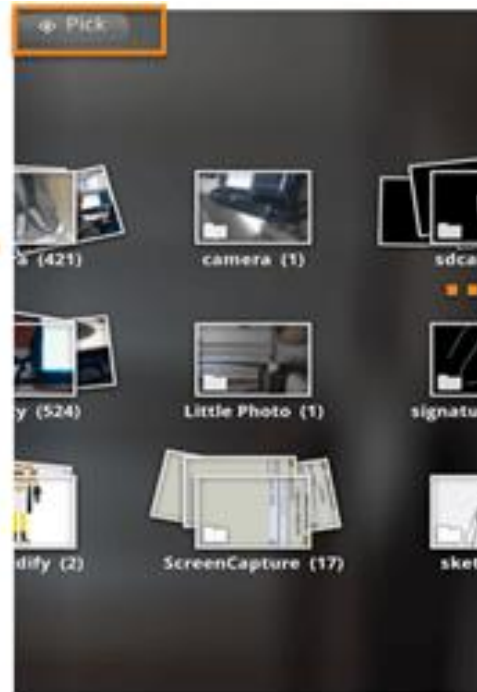 Pick
(421)
camera (1)
sdca
y (524)
Little Photo (1)
signatu
dify (2)
ScreenCapture (17)
sket